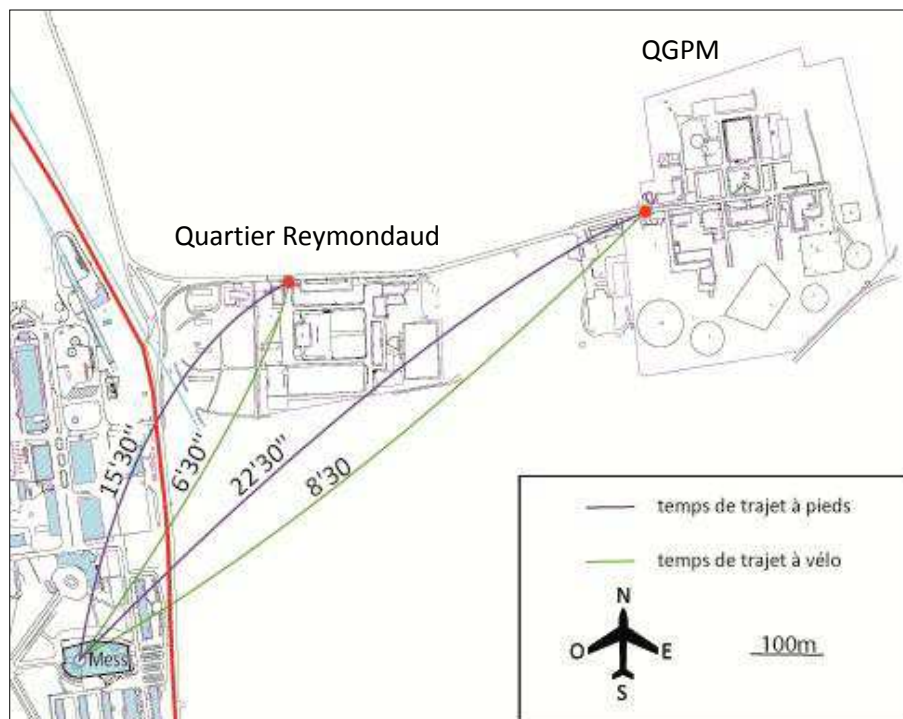 QGPM
Quartier Reymondaud
15'30"
6'30"
22'30"
8'30
Mess
temps de trajet à pieds
temps de trajet à vélo
N
O E
S
100m